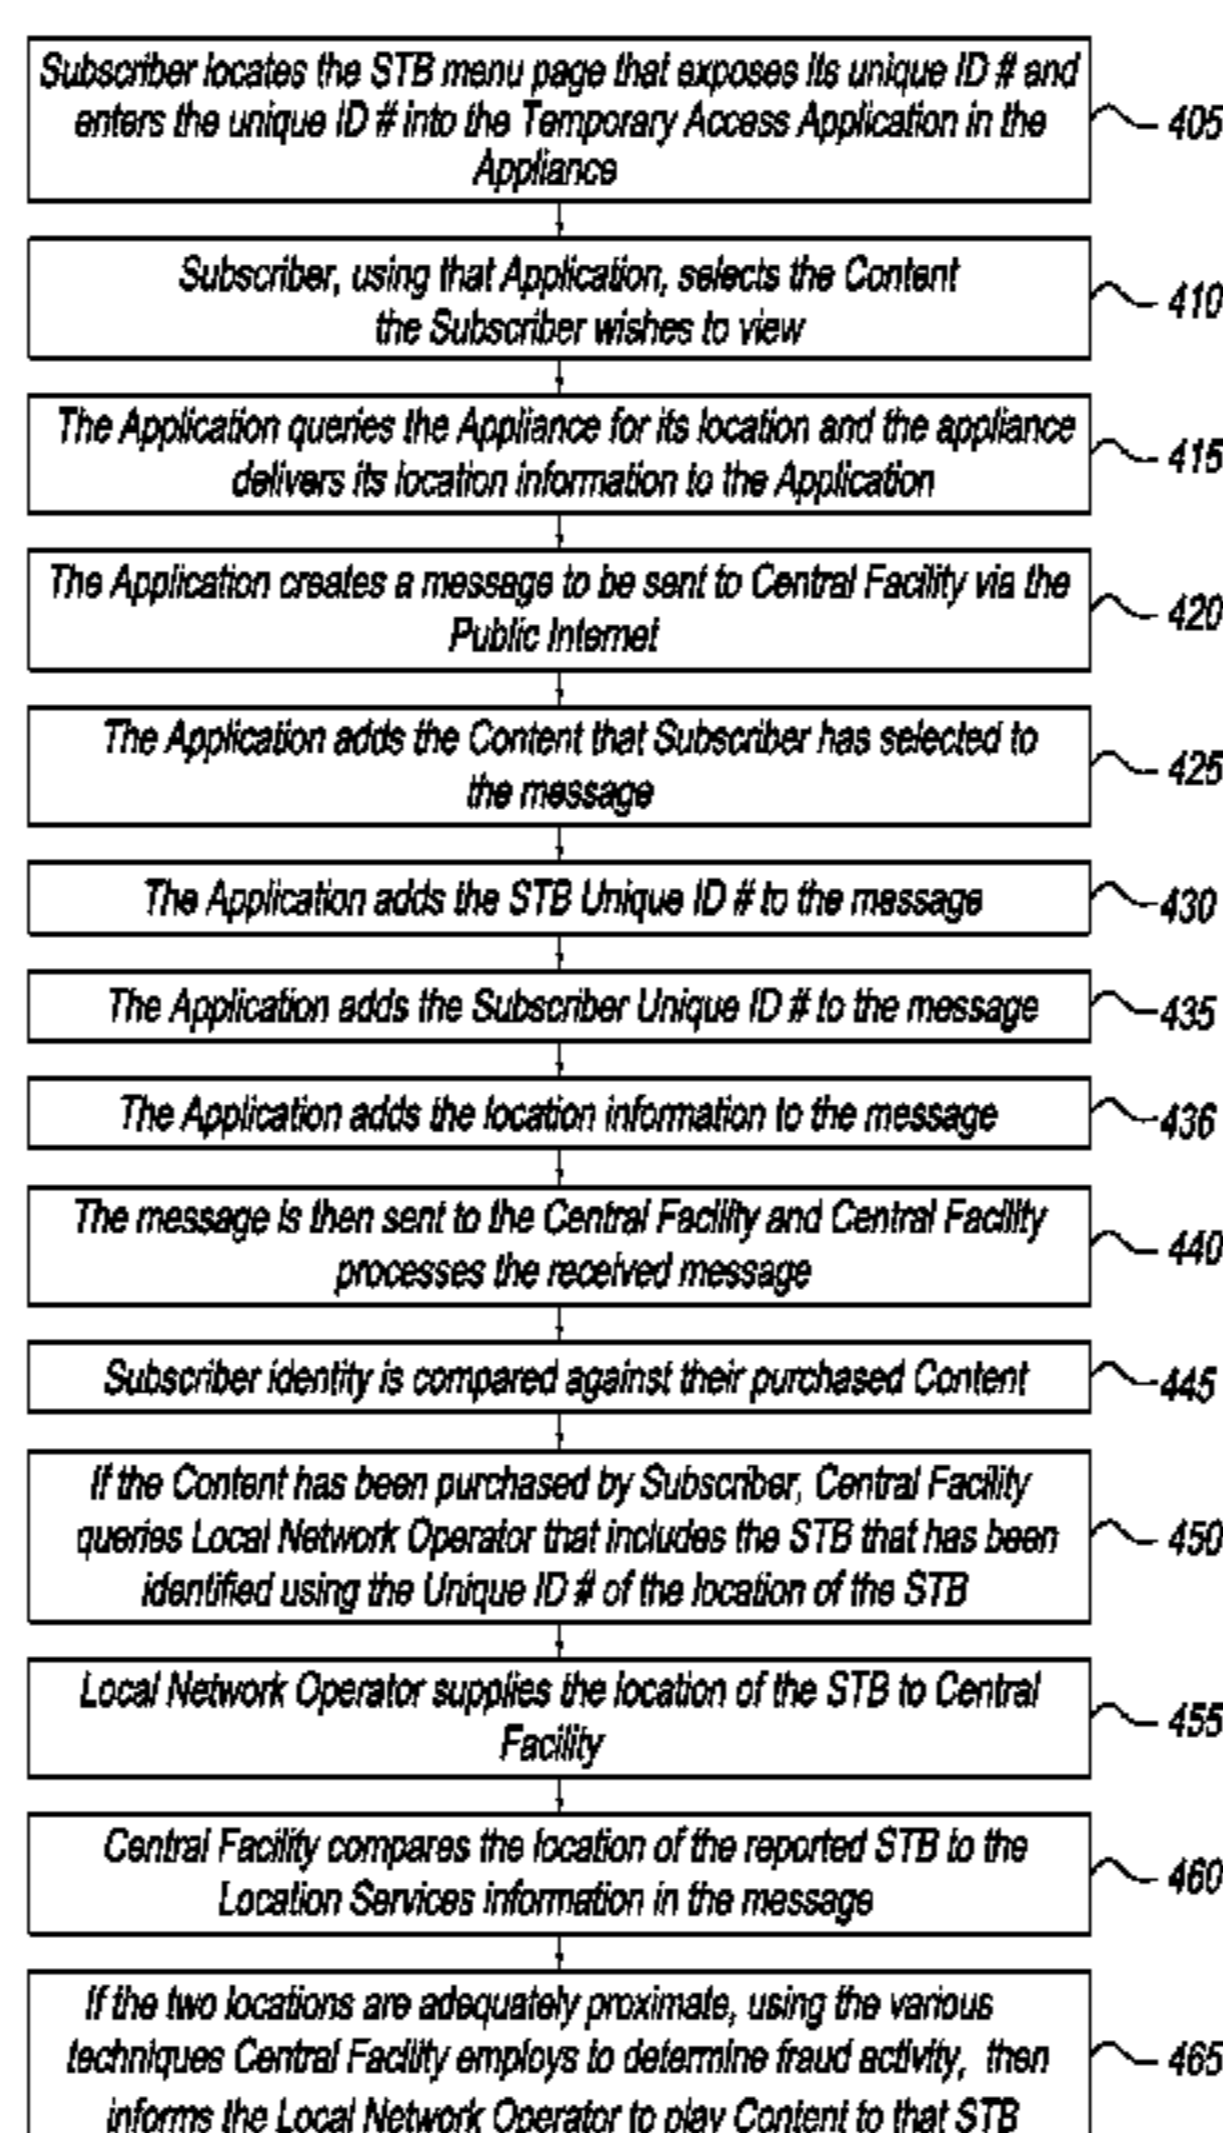 Subscriber locates the STB menu page that exposes its unique ID # and
enters the unique ID # into the Temporary Access Application in the
Appliance
405
Subscriber, using that Application, selects the Content
the Subscriber wishes to view
410
The Application queries the Appliance for its location and the appliance
delivers its location information to the Application
415
The Application creates a message to be sent to Central Facility via the
Public Internet
420
The Application adds the Content that Subscriber has selected to
the message
425
The Application adds the STB Unique ID # to the message
430
The Application adds the Subscriber Unique ID # to the message
435
The Application adds the location information to the message
436
The message is then sent to the Central Facility and Central Facility
processes the received message
440
Subscriber identity is compared against their purchased Content
445
If the Content has been purchased by Subscriber, Central Facility
queries Local Network Operator that includes the STB that has been
identified using the Unique ID # of the location of the STB
450
Local Network Operator supplies the location of the STB to Central
Facility
455
Central Facility compares the location of the reported STB to the
Location Services information in the message
460
If the two locations are adequately proximate, using the various
techniques Central Facility employs to determine fraud activity, then
informs the Local Network Operator to play Content to that STB
465